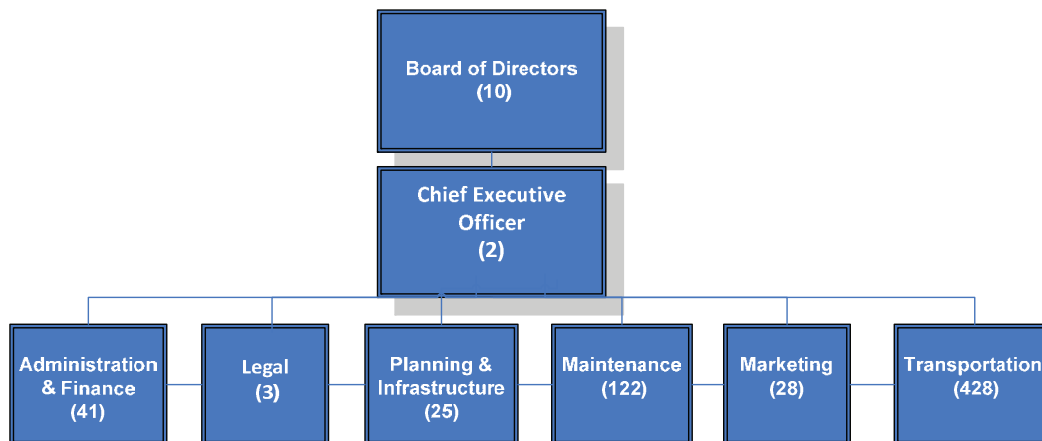 Board of Directors
(10)
Chief Executive
Officer
(2)
Administration
& Finance
(41)
Legal
(3)
Planning &
Infrastructure
(25)
Maintenance
(122)
Marketing
(28)
Transportation
(428)